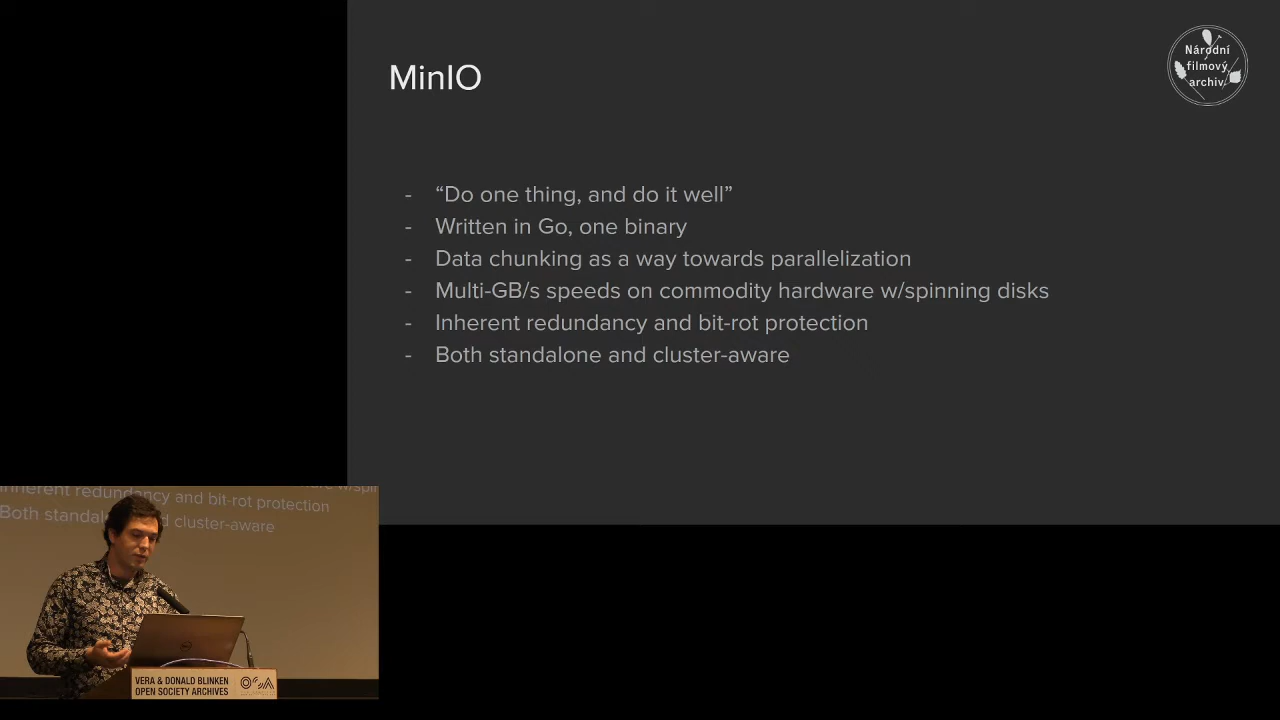 MinIO
Národní
filmový
archiv
- “Do one thing, and do it well”
- Written in Go, one binary
- Data chunking as a way towards parallelization
- Multi-GB/s speeds on commodity hardware w/spinning disks
- Inherent redundancy and bit-rot protection
- Both standalone and cluster-aware
Inherent redundancy and bit-rot protection
Both standal d cluster-aware
VERA & DONALD BLINKEN
OPEN SOCIETY ARCHIVES